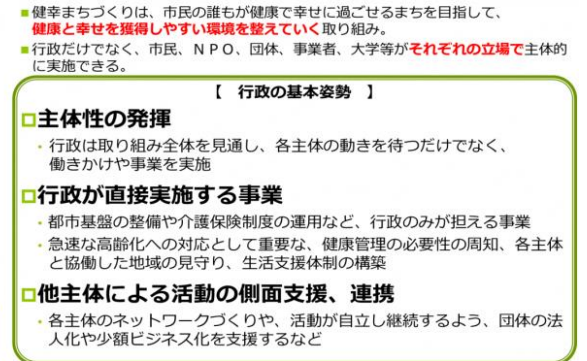 ■健幸まちづくりは、市民の誰もが健康で幸せに過ごせるまちを目指して、
健康と幸せを獲得しやすい環境を整えていく取り組み。
■行政だけでなく、市民、ＮＰＯ、団体、事業者、大学等がそれぞれの立場で主体的
に実施できる。
【 行政の基本姿勢 】
□主体性の発揮
・行政は取り組み全体を見通し、各主体の動きを待つだけでなく、
働きかけや事業を実施
□行政が直接実施する事業
・都市基盤の整備や介護保険制度の運用など、行政のみが担える事業
・急速な高齢化への対応として重要な、健康管理の必要性の周知、各主体
と協働した地域の見守り、生活支援体制の構築
□他主体による活動の側面支援、連携
・各主体のネットワークづくりや、活動が自立し継続するよう、団体の法
人化や少額ビジネス化を支援するなど